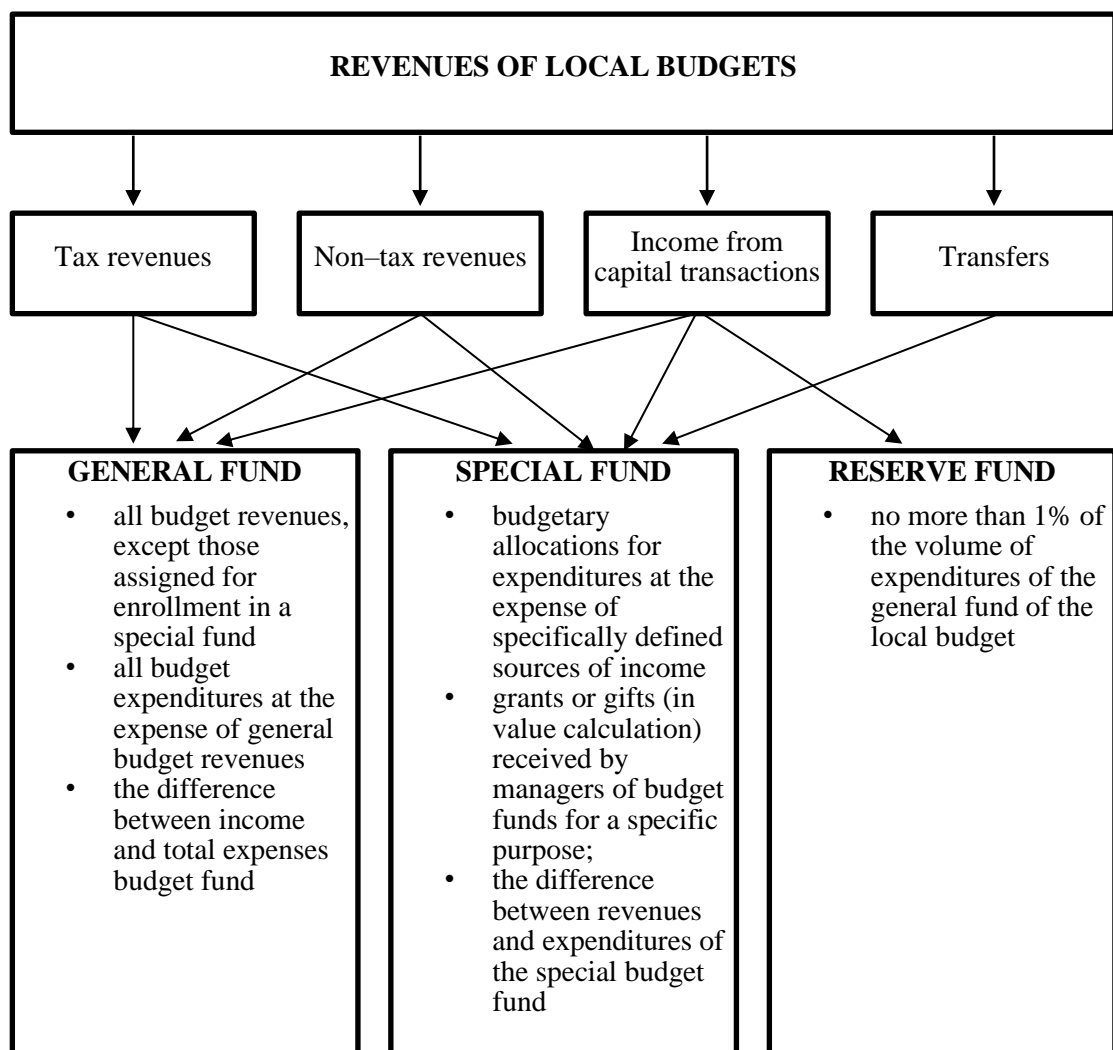 REVENUES OF LOCAL BUDGETS
Tax revenues
Non–tax revenues
Income from
capital transactions
Transfers
GENERAL FUND
• all budget revenues,
except those
assigned for
enrollment in a
special fund
• all budget
expenditures at the
expense of general
budget revenues
• the difference
between income
and total expenses
budget fund
SPECIAL FUND
• budgetary
allocations for
expenditures at the
expense of
specifically defined
sources of income
• grants or gifts (in
value calculation)
received by
managers of budget
funds for a specific
purpose;
• the difference
between revenues
and expenditures of
the special budget
fund
RESERVE FUND
• no more than 1% of
the volume of
expenditures of the
general fund of the
local budget